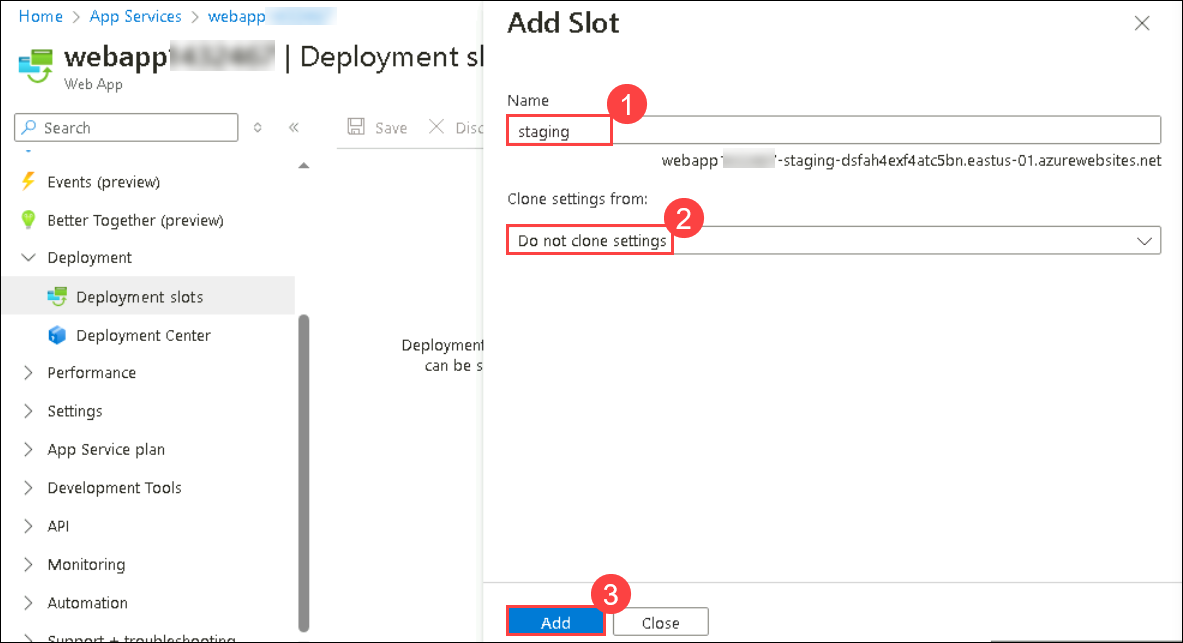 Home > App Services > webapp
webapp | Deployment sl
Web App
Search
Save
Disc
Events (preview)
Better Together (preview)
Deployment
Deployment slots
Deployment Center
Performance
Settings
App Service plan
Development Tools
API
Monitoring
Automation
Support + troubleshooting
Deployment
can be s
Add Slot
Name
1
staging
webapp -staging-dsfah4exf4atc5bn.eastus-01.azurewebsites.net
Clone settings from:
2
Do not clone settings
3
Add
Close